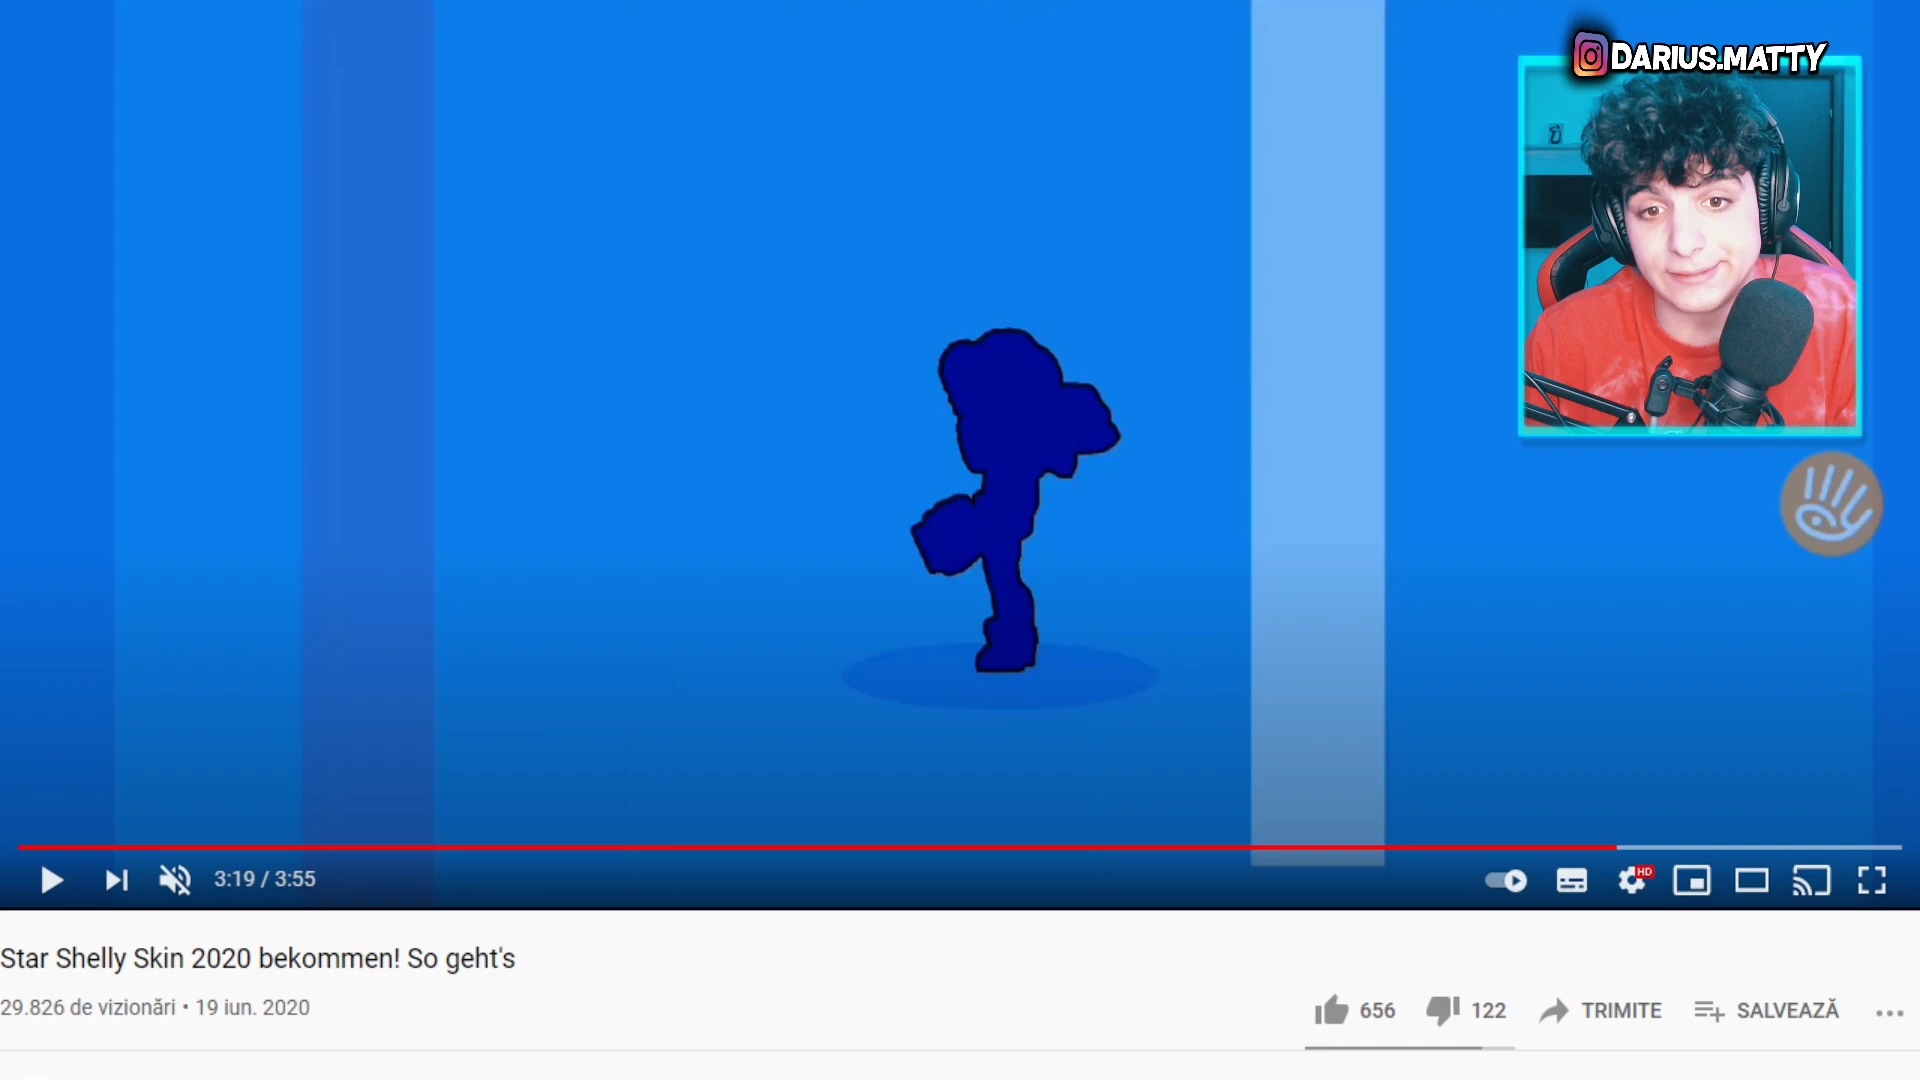 DARIUS.MATTY
3:19 / 3:55
HD
Star Shelly Skin 2020 bekommen! So geht's
29.826 de vizionări • 19 iun. 2020
656
122
TRIMITE
SALVEAZĂ